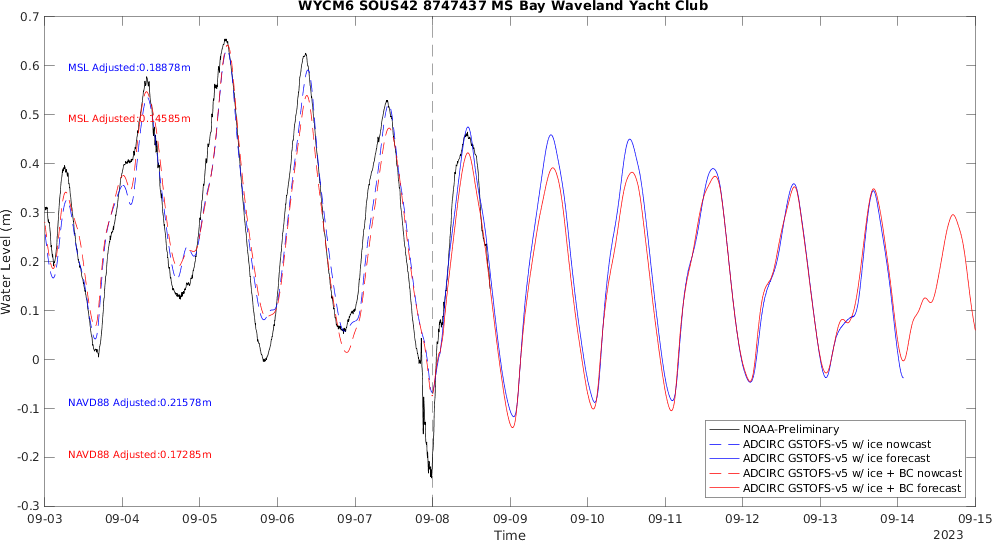 WYCM6 SOUS42 8747437 MS Bay Waveland Yacht Club
0.7
0.6
0.5
0.4
0.3
0.2
0.1
0
-0.1
-0.2
-0.3
Water Level (m)
MSL Adjusted:0.18878m
MSL Adjusted:0.14585m
NAVD88 Adjusted:0.21578m
NAVD88 Adjusted:0.17285m
NOAA-Preliminary
ADCIRC GSTOFS-v5 w/ ice nowcast
ADCIRC GSTOFS-v5 w/ ice forecast
ADCIRC GSTOFS-v5 w/ ice + BC nowcast
ADCIRC GSTOFS-v5 w/ ice + BC forecast
09-03 09-04 09-05 09-06 09-07 09-08 09-09 09-10 09-11 09-12 09-13 09-14 09-15
Time
2023